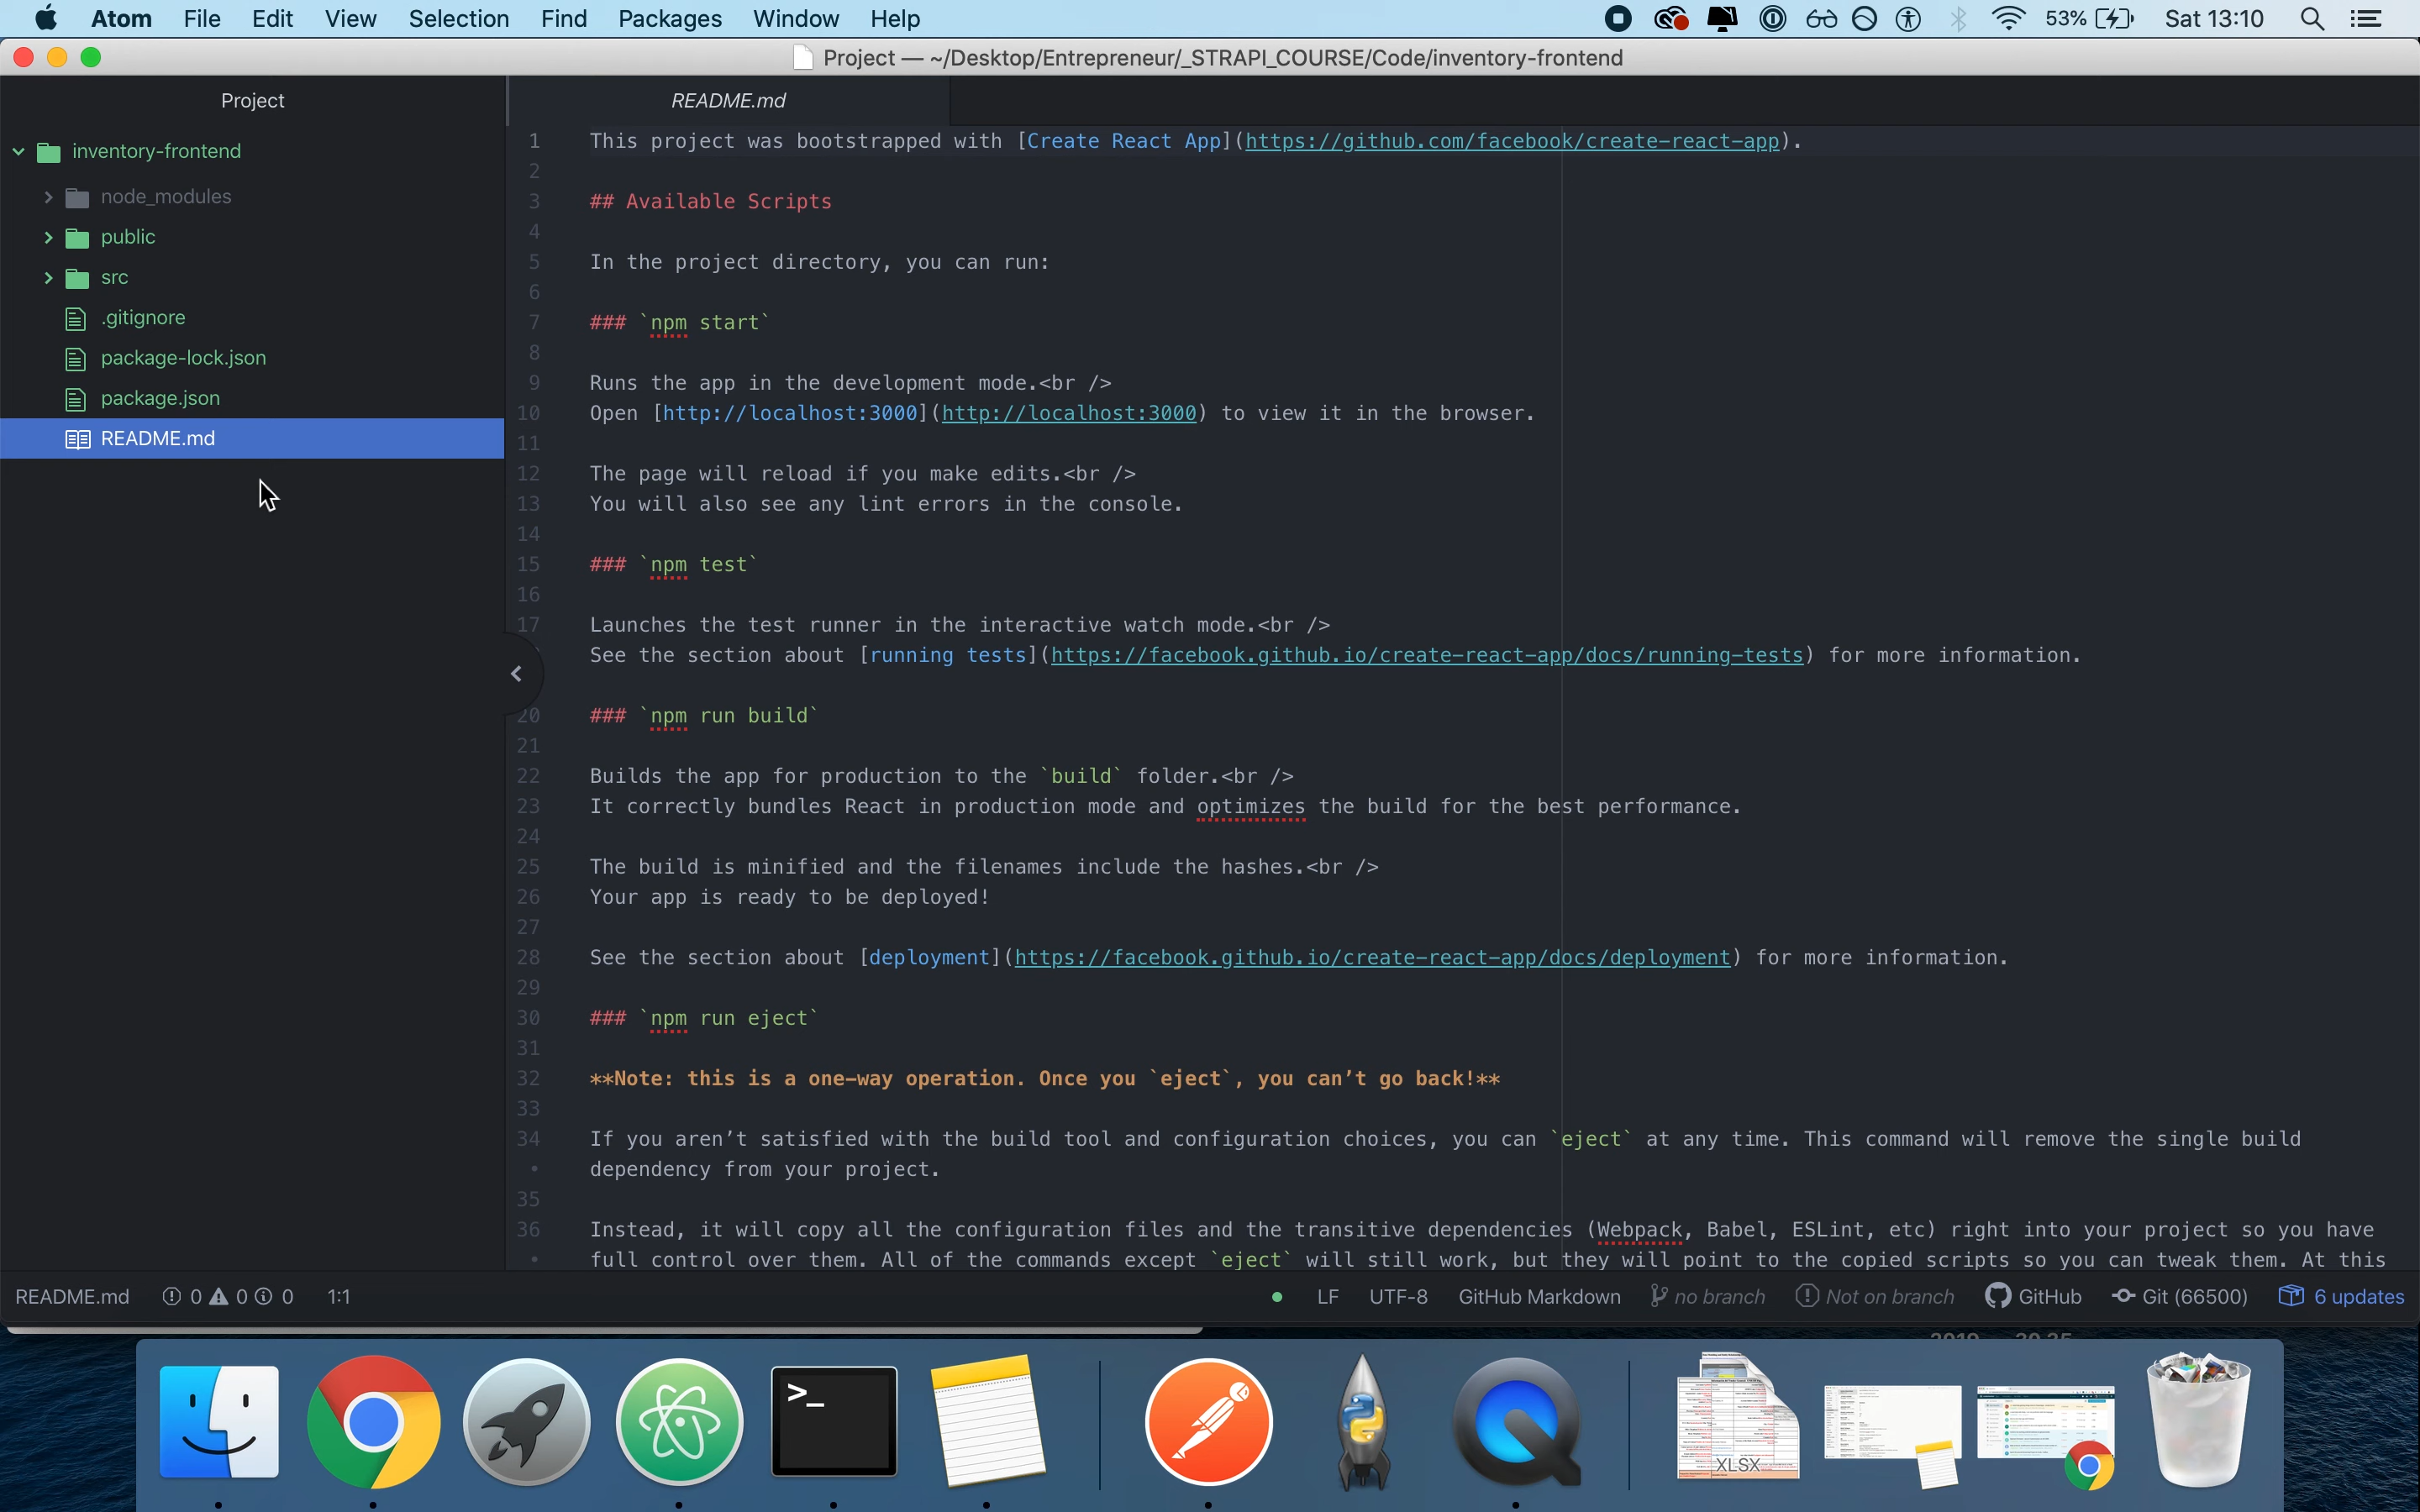 Atom File Edit View Selection Find Packages Window Help 53% Sat 13:10
Project — ~/Desktop/Entrepreneur/_STRAPI_COURSE/Code/inventory-frontend
Project
README.md
inventory-frontend
node_modules
public
src
.gitignore
package-lock.json
package.json
README.md
1 This project was bootstrapped with [Create React App](https://github.com/facebook/create-react-app).
2
3 ## Available Scripts
4
5 In the project directory, you can run:
6
7 ### `npm start`
8
9 Runs the app in the development mode.<br />
10 Open [http://localhost:3000](http://localhost:3000) to view it in the browser.
11
12 The page will reload if you make edits.<br />
13 You will also see any lint errors in the console.
14
15 ### `npm test`
16
17 Launches the test runner in the interactive watch mode.<br />
See the section about [running tests](https://facebook.github.io/create-react-app/docs/running-tests) for more information.
20 ### `npm run build`
21
22 Builds the app for production to the `build` folder.<br />
23 It correctly bundles React in production mode and optimizes the build for the best performance.
24
25 The build is minified and the filenames include the hashes.<br />
26 Your app is ready to be deployed!
27
28 See the section about [deployment](https://facebook.github.io/create-react-app/docs/deployment) for more information.
29
30 ### `npm run eject`
31
32 **Note: this is a one-way operation. Once you `eject`, you can’t go back!**
33
34 If you aren’t satisfied with the build tool and configuration choices, you can `eject` at any time. This command will remove the single build
• dependency from your project.
35
36 Instead, it will copy all the configuration files and the transitive dependencies (Webpack, Babel, ESLint, etc) right into your project so you have
• full control over them. All of the commands except `eject` will still work, but they will point to the copied scripts so you can tweak them. At this
README.md 0 0 0 1:1 LF UTF-8 GitHub Markdown no branch Not on branch GitHub Git (66500) 6 updates
>_
XLSX